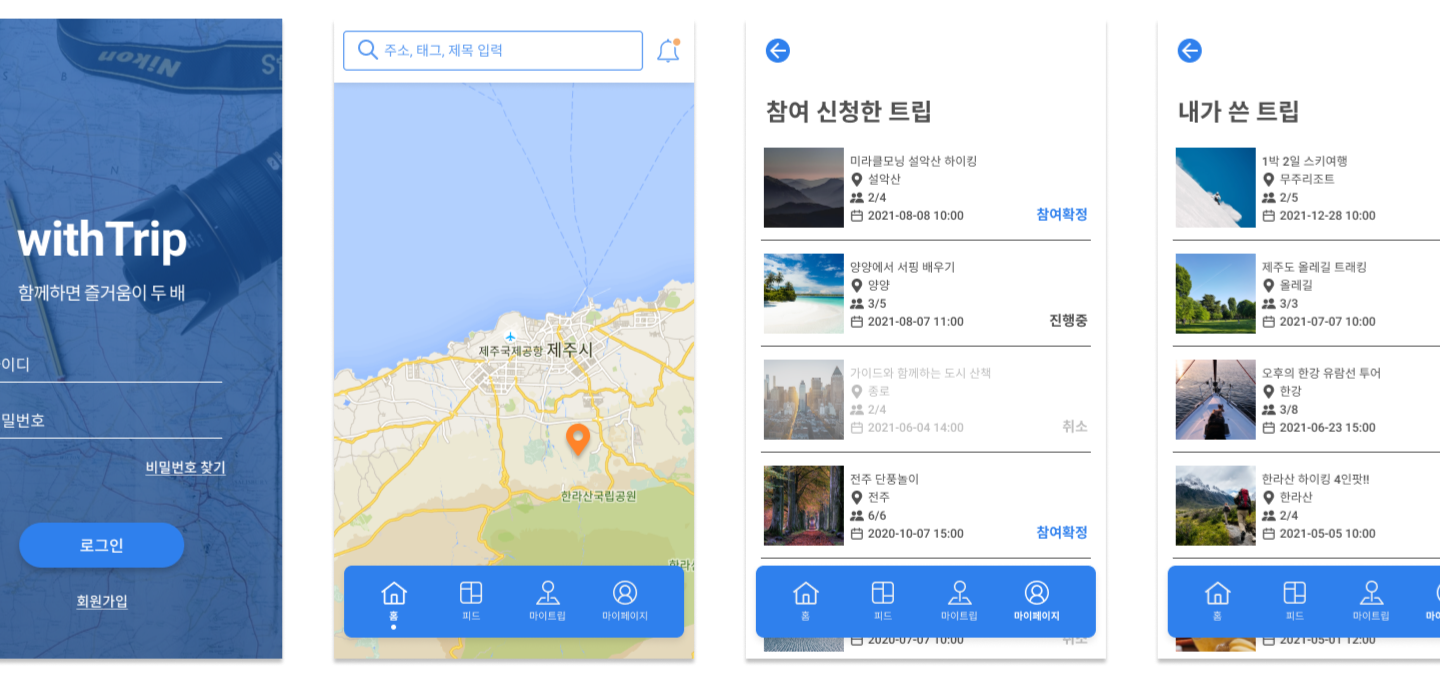 Nikon
withTrip
함께하면 즐거움이 두 배
이디
밀번호
비밀번호 찾기
로그인
회원가입
주소, 태그, 제목 입력
제주국제공항
제주시
한라산국립공원
홈
피드
마이트립
마이페이지
참여 신청한 트립
미라클모닝 설악산 하이킹
설악산
2/4
2021-08-08 10:00
참여확정
양양에서 서핑 배우기
양양
3/5
2021-08-07 11:00
진행중
가이드와 함께하는 도시 산책
종로
2/4
2021-06-04 14:00
취소
전주 단풍놀이
전주
6/6
2020-10-07 15:00
참여확정
홈
피드
마이트립
마이페이지
2020-07-07 10:00
취소
내가 쓴 트립
1박 2일 스키여행
무주리조트
2/5
2021-12-28 10:00
제주도 올레길 트래킹
올레길
3/3
2021-07-07 10:00
오후의 한강 유람선 투어
한강
3/8
2021-06-23 15:00
한라산 하이킹 4인팟!!
한라산
2/4
2021-05-05 10:00
홈
피드
마이트립
2021-05-01 12:00